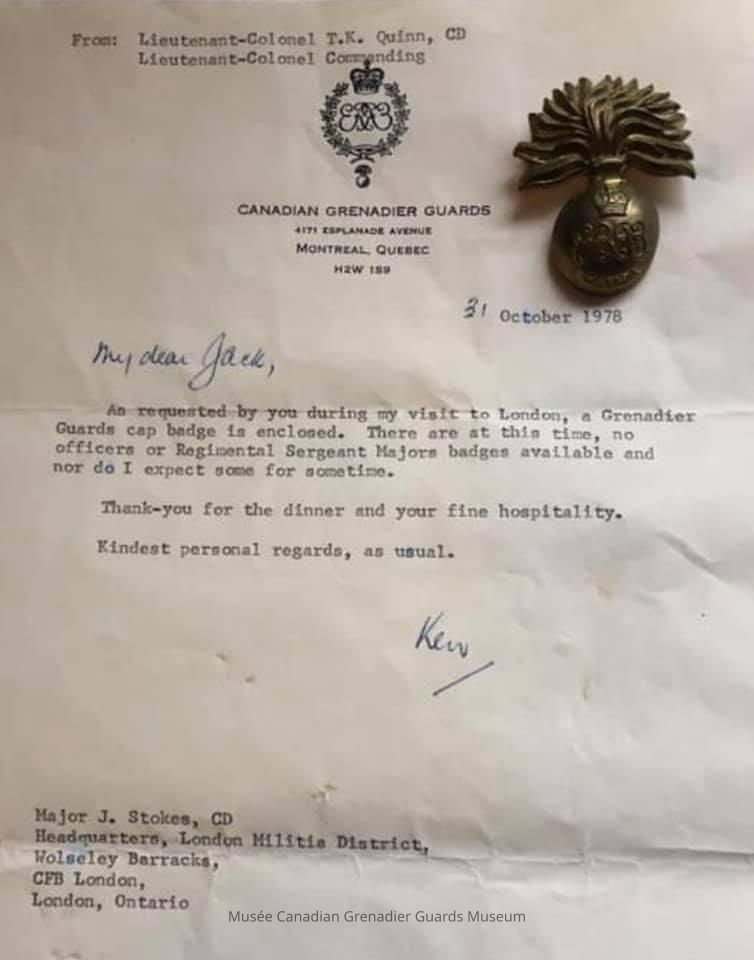 From: Lieutenant-Colonel T.K. Quinn, CD
Lieutenant-Colonel Commanding
CANADIAN GRENADIER GUARDS
4171 ESPLANADE AVENUE
MONTREAL, QUEBEC
H2W 1S9
31 October 1978
My dear Jack,
As requested by you during my visit to London, a Grenadier
Guards cap badge is enclosed. There are at this time, no
officers or Regimental Sergeant Majors badges available and
nor do I expect some for sometime.
Thank-you for the dinner and your fine hospitality.
Kindest personal regards, as usual.
Ken
Major J. Stokes, CD
Headquarters, London Militia District,
Wolseley Barracks,
CFB London,
London, Ontario
Musée Canadian Grenadier Guards Museum